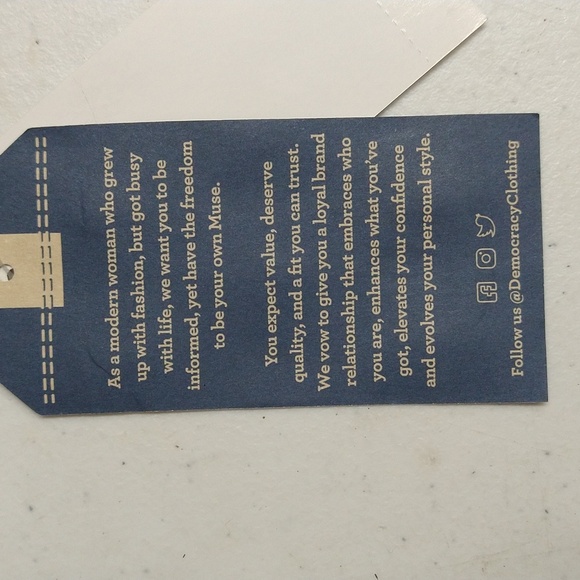 As a modern woman who grew
up with fashion, but got busy
with life, we want you to be
informed, yet have the freedom
to be your own Muse.
You expect value, deserve
quality, and a fit you can trust.
We vow to give you a loyal brand
relationship that embraces who
you are, enhances what you've
got, elevates your confidence
and evolves your personal style.
Follow us @DemocracyClothing